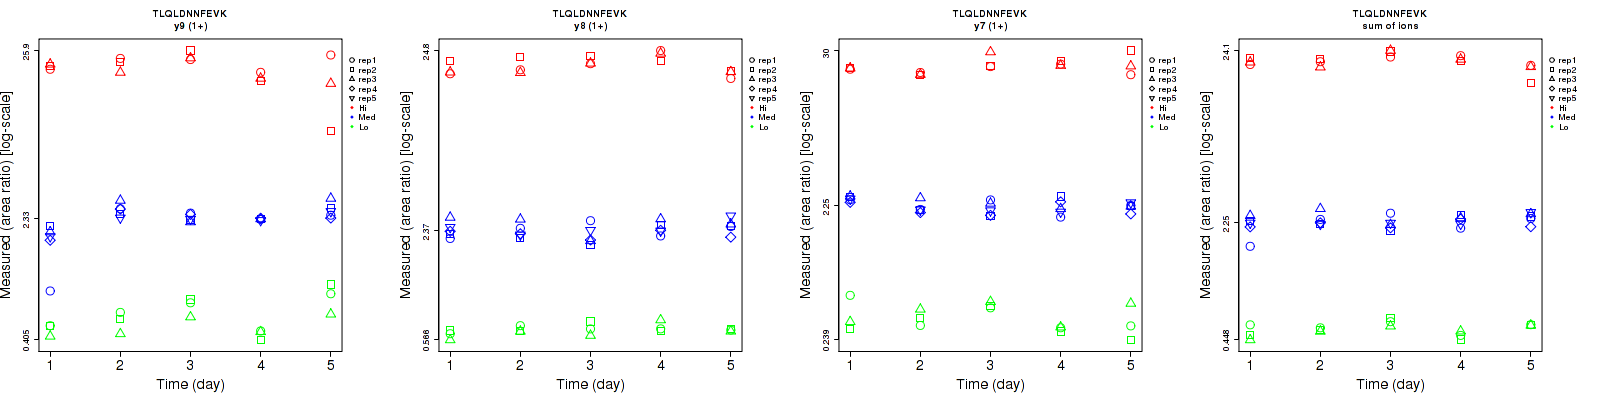 TLQLDNNFEVK
y9 (1+)
Measured (area ratio) [log-scale]
25.9
2.33
0.405
1 2 3 4 5
Time (day)
rep1
rep2
rep3
rep4
rep5
Hi
Med
Lo
TLQLDNNFEVK
y8 (1+)
Measured (area ratio) [log-scale]
24.8
2.37
0.566
1 2 3 4 5
Time (day)
rep1
rep2
rep3
rep4
rep5
Hi
Med
Lo
TLQLDNNFEVK
y7 (1+)
Measured (area ratio) [log-scale]
30
2.25
0.239
1 2 3 4 5
Time (day)
rep1
rep2
rep3
rep4
rep5
Hi
Med
Lo
TLQLDNNFEVK
sum of ions
Measured (area ratio) [log-scale]
24.1
2.25
0.448
1 2 3 4 5
Time (day)
rep1
rep2
rep3
rep4
rep5
Hi
Med
Lo